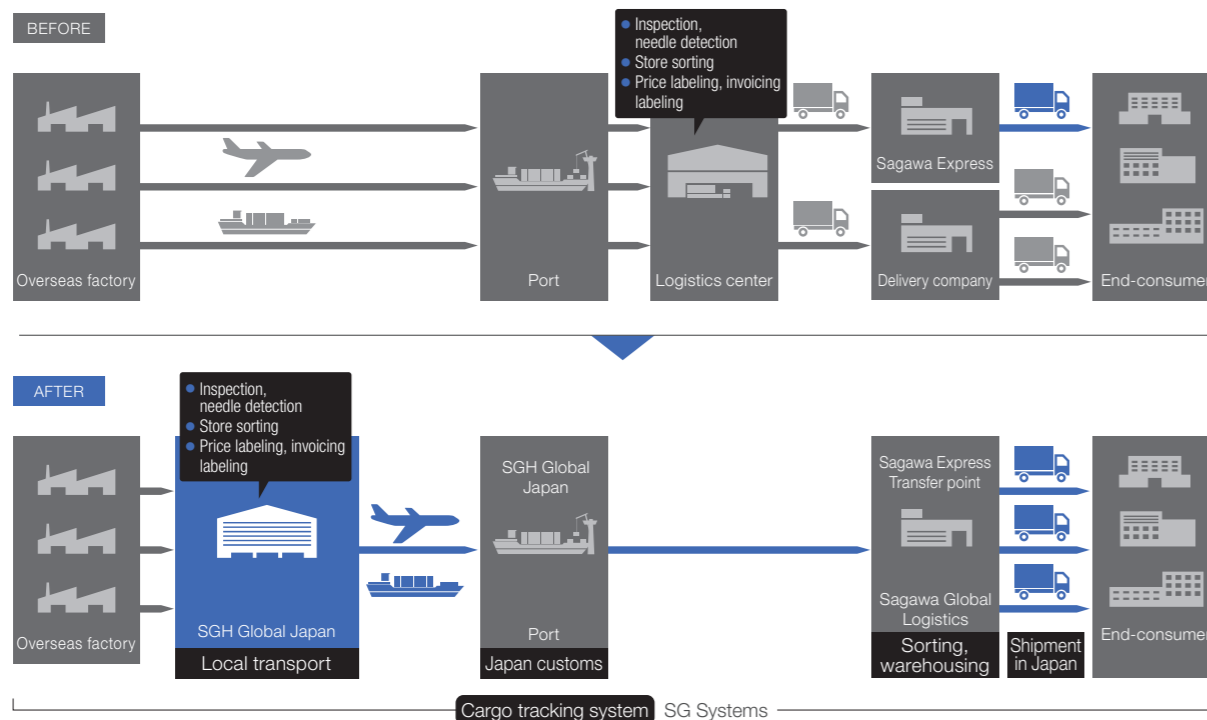 BEFORE
Inspection,
needle detection
Store sorting
Price labeling, invoicing
labeling
Overseas factory
Port
Logistics center
Sagawa Express
Delivery company
End-consumer
AFTER
Inspection,
needle detection
Store sorting
Price labeling, invoicing
labeling
Overseas factory
SGH Global Japan
Local transport
SGH Global
Japan
Port
Japan customs
Sagawa Express
Transfer point
Sagawa Global
Logistics
Sorting,
warehousing
Shipment
in Japan
End-consumer
Cargo tracking system SG Systems